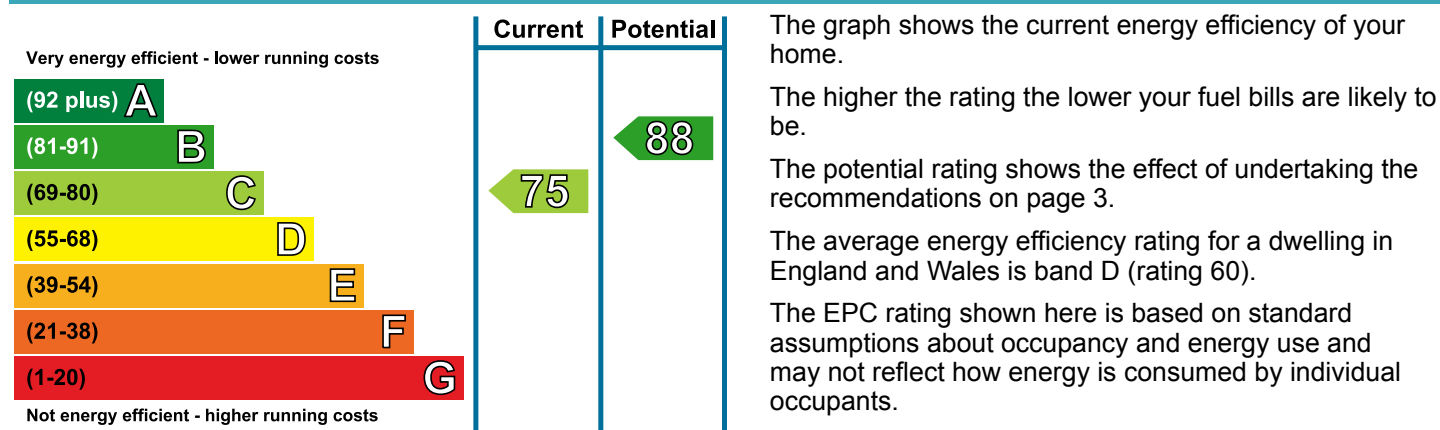 Current Potential
Very energy efficient - lower running costs
(92 plus) A
(81-91) B
88
(69-80) C
75
(55-68) D
(39-54) E
(21-38) F
(1-20) G
Not energy efficient - higher running costs
The graph shows the current energy efficiency of your
home.
The higher the rating the lower your fuel bills are likely to
be.
The potential rating shows the effect of undertaking the
recommendations on page 3.
The average energy efficiency rating for a dwelling in
England and Wales is band D (rating 60).
The EPC rating shown here is based on standard
assumptions about occupancy and energy use and
may not reflect how energy is consumed by individual
occupants.